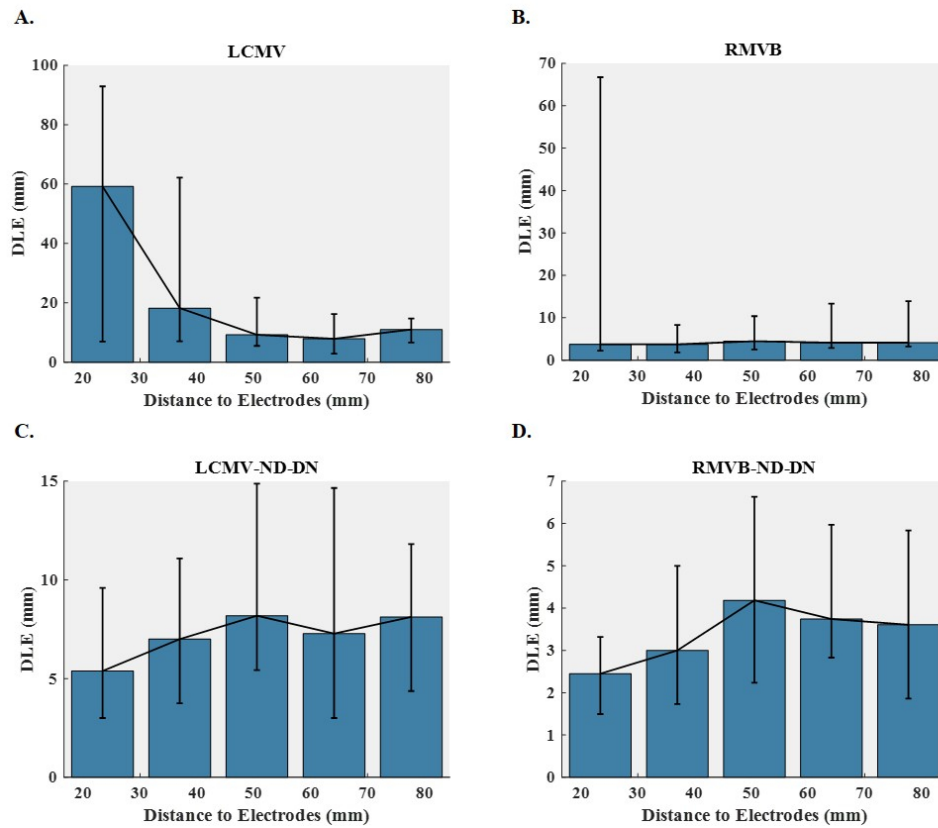 A.
LCMV
100
80
60
40
20
0
DLE (mm)
20 30 40 50 60 70 80
Distance to Electrodes (mm)
B.
RMVB
70
60
50
40
30
20
10
0
DLE (mm)
20 30 40 50 60 70 80
Distance to Electrodes (mm)
C.
LCMV-ND-DN
15
10
5
0
DLE (mm)
20 30 40 50 60 70 80
Distance to Electrodes (mm)
D.
RMVB-ND-DN
7
6
5
4
3
2
1
0
DLE (mm)
20 30 40 50 60 70 80
Distance to Electrodes (mm)